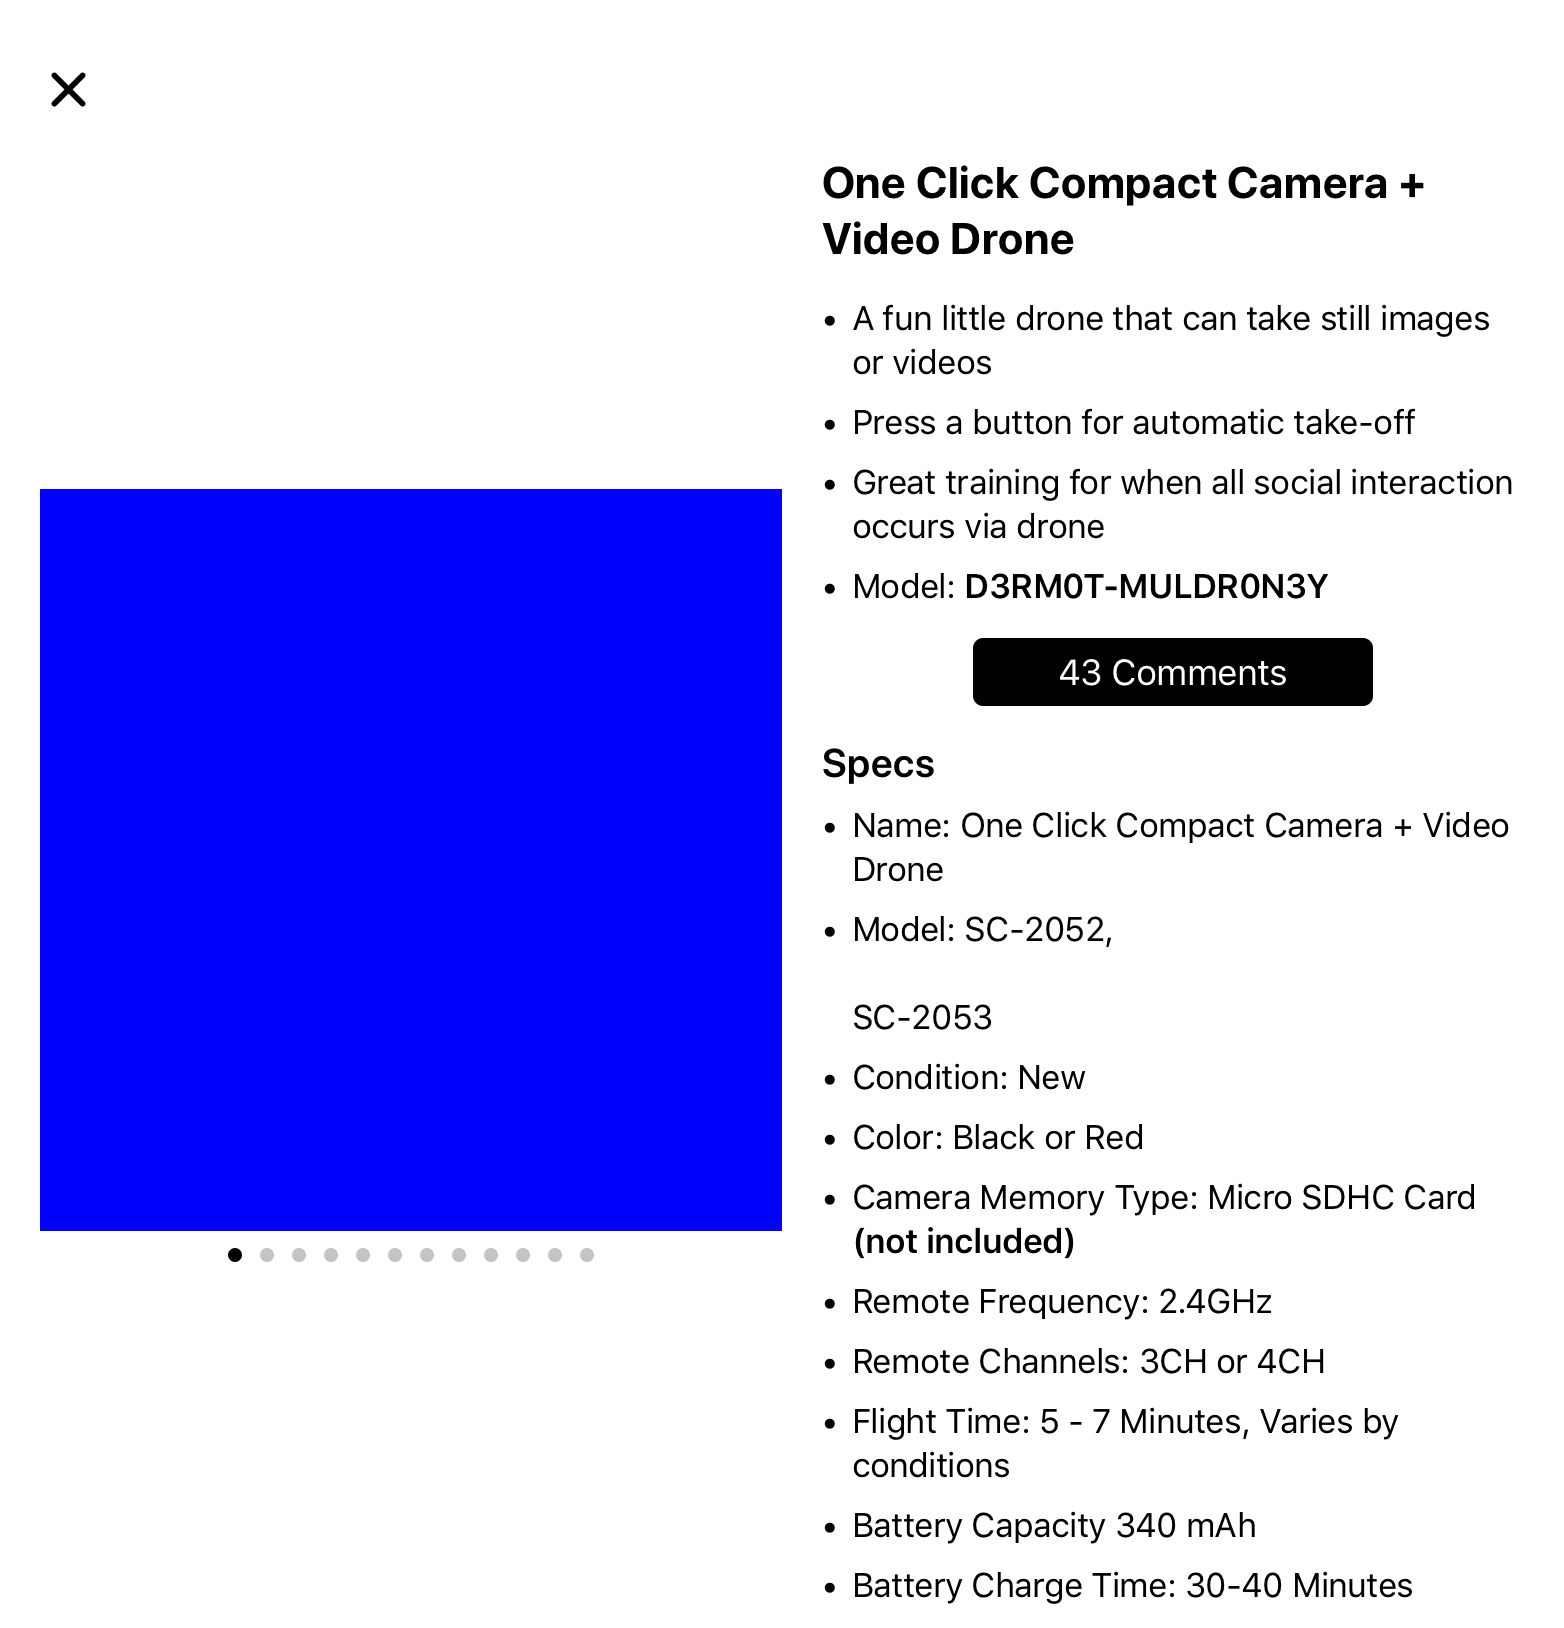 One Click Compact Camera +
Video Drone
• A fun little drone that can take still images
or videos
• Press a button for automatic take-off
• Great training for when all social interaction
occurs via drone
• Model: D3RM0T-MULDR0N3Y
43 Comments
Specs
• Name: One Click Compact Camera + Video
Drone
• Model: SC-2052,
SC-2053
• Condition: New
• Color: Black or Red
• Camera Memory Type: Micro SDHC Card
(not included)
• Remote Frequency: 2.4GHz
• Remote Channels: 3CH or 4CH
• Flight Time: 5 - 7 Minutes, Varies by
conditions
• Battery Capacity 340 mAh
• Battery Charge Time: 30-40 Minutes